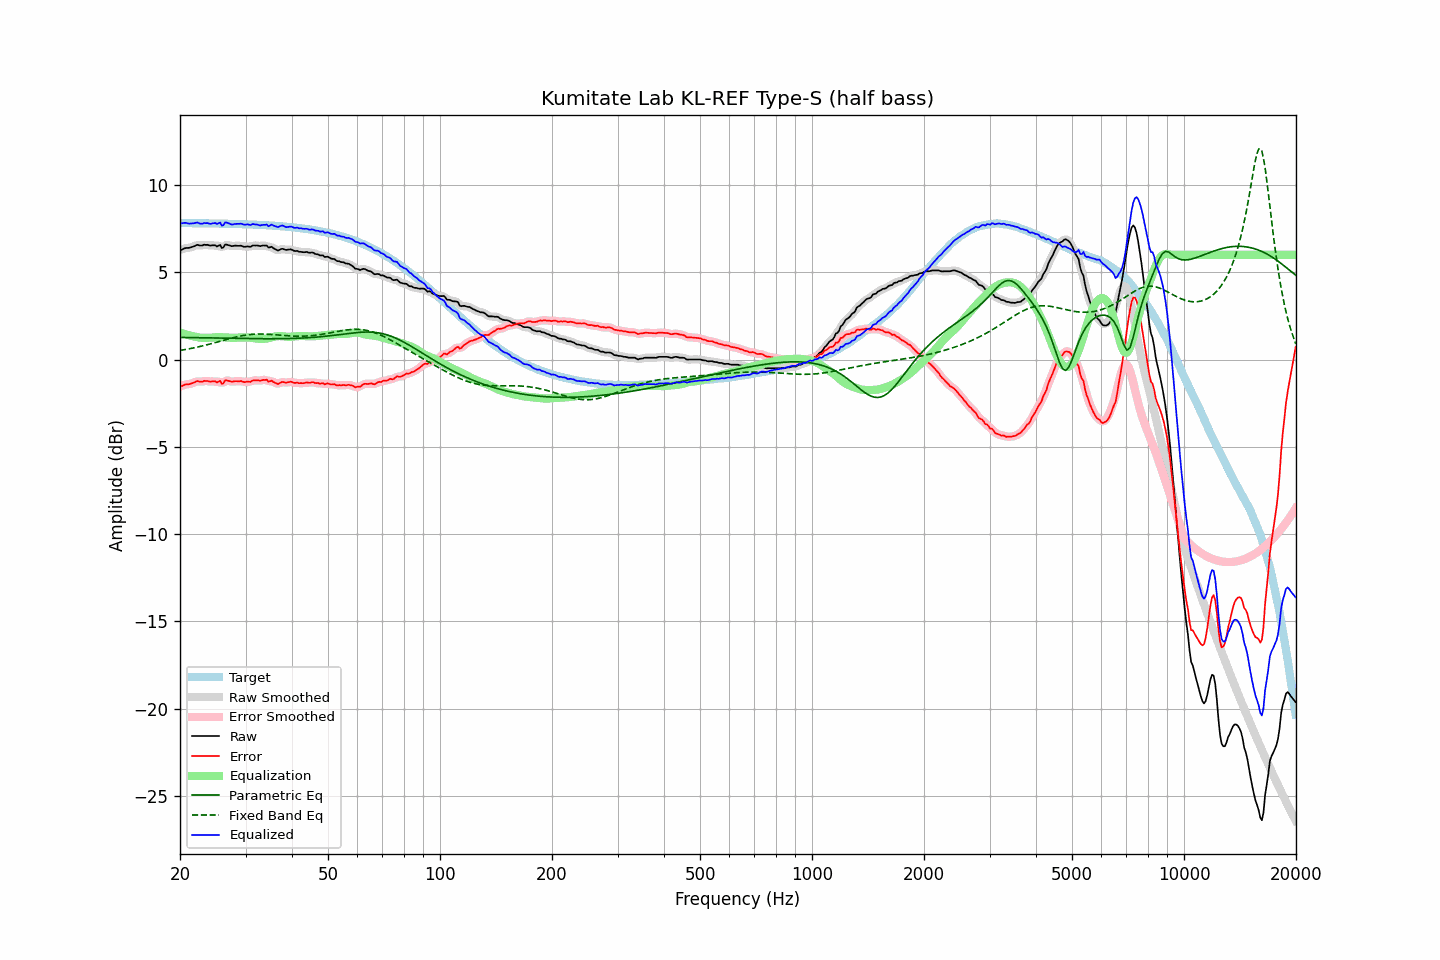 Kumitate Lab KL-REF Type-S (half bass)
Amplitude (dBr)
10
5
0
−5
−10
−15
−20
−25
Target
Raw Smoothed
Error Smoothed
Raw
Error
Equalization
Parametric Eq
Fixed Band Eq
Equalized
20 50 100 200 500 1000 2000 5000 10000 20000
Frequency (Hz)